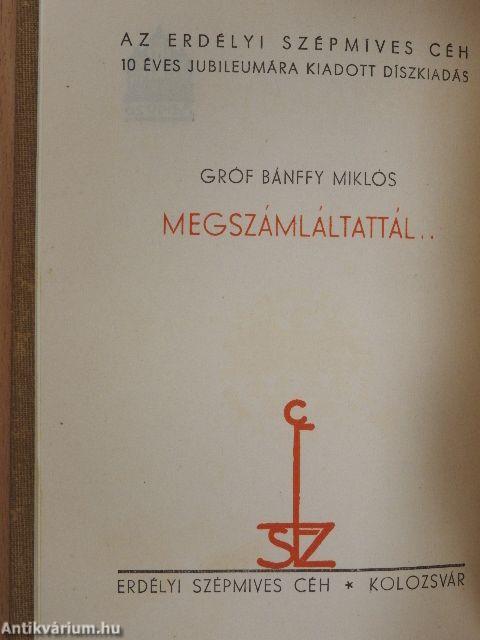 AZ ERDÉLYI SZÉPMIVES CÉH
10 ÉVES JUBILEUMÁRA KIADOTT DÍSZKIADÁS
GRÓF BÁNFFY MIKLÓS
MEGSZÁMLÁLTATTÁL..
C
SZ
ERDÉLYI SZÉPMIVES CÉH * KOLOZSVÁR
Antikvárium.hu